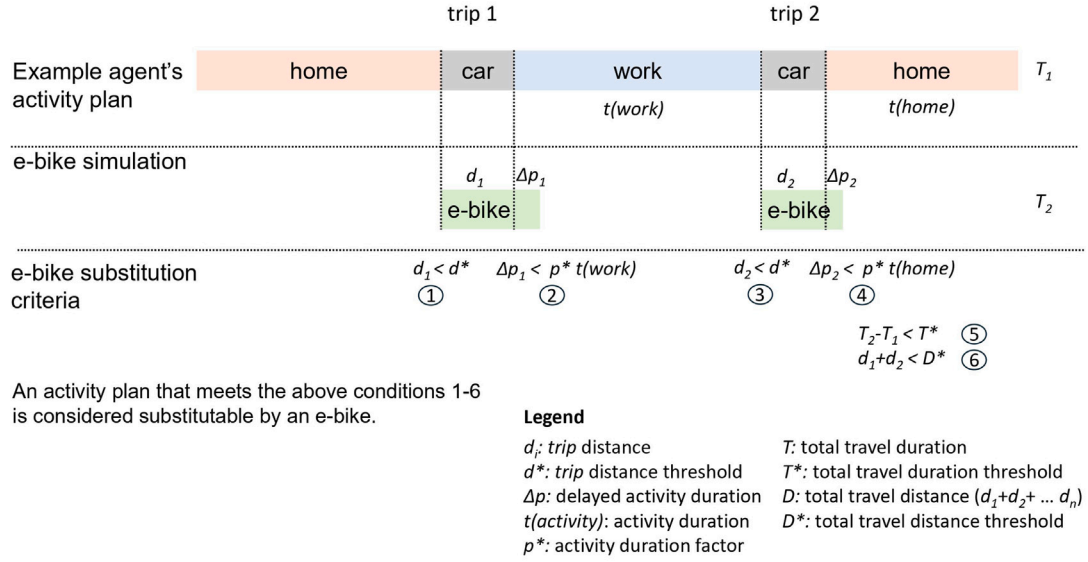 trip 1 trip 2
Example agent's activity plan
home car work car home T₁
t(work) t(home)
e-bike simulation
d₁ Δp₁ d₂ Δp₂
e-bike e-bike T₂
e-bike substitution criteria
d₁ < d* Δp₁ < p* t(work) d₂ < d* Δp₂ < p* t(home)
① ② ③ ④
T₂-T₁ < T* ⑤
d₁+d₂ < D* ⑥
An activity plan that meets the above conditions 1-6
is considered substitutable by an e-bike.
Legend
dᵢ: trip distance
d*: trip distance threshold
Δp: delayed activity duration
t(activity): activity duration
p*: activity duration factor
T: total travel duration
T*: total travel duration threshold
D: total travel distance (d₁+d₂+ ... dₙ)
D*: total travel distance threshold